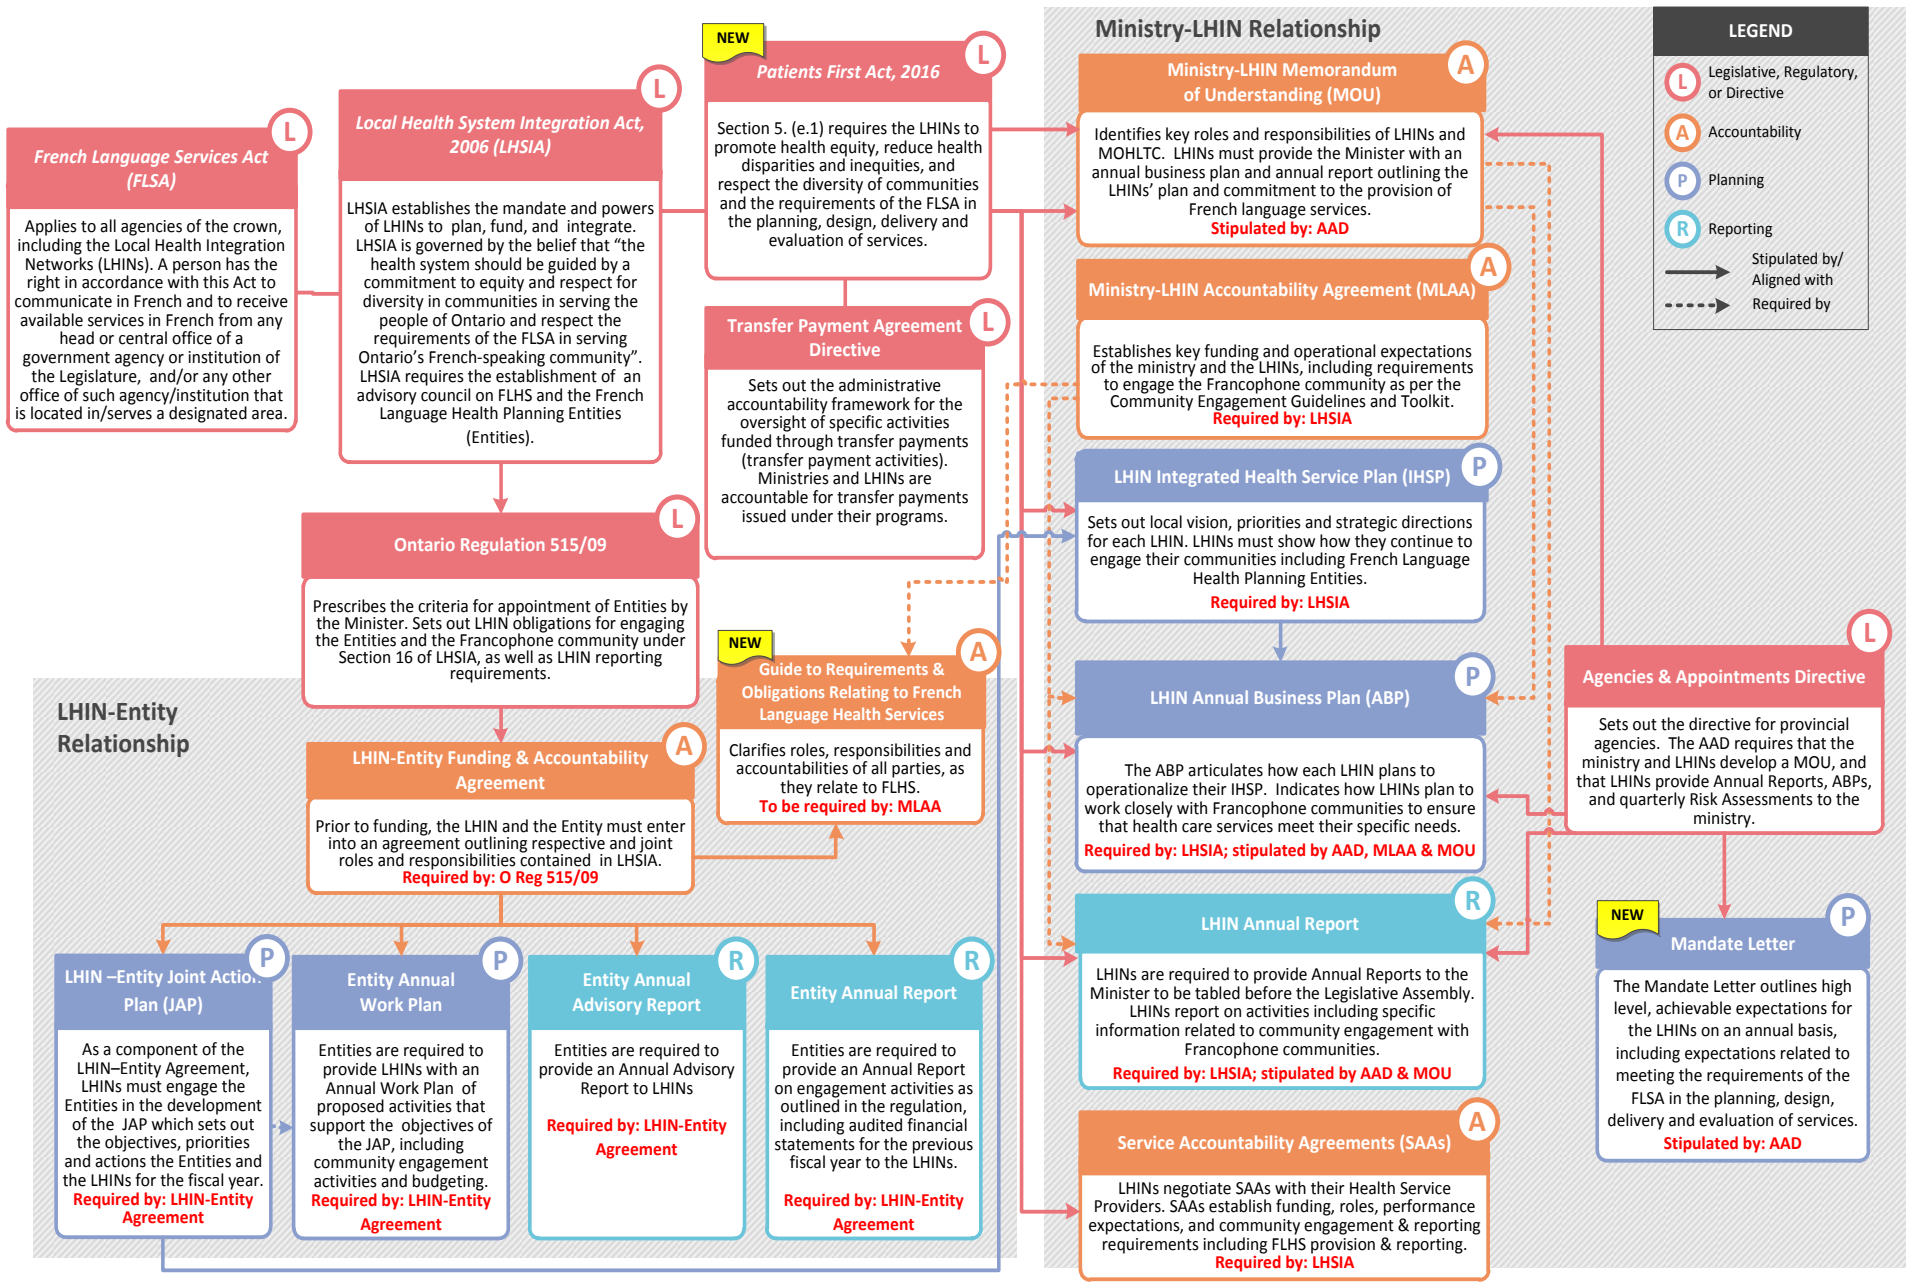 NEW
Patients First Act, 2016
L
Section 5. (e.1) requires the LHINs to
promote health equity, reduce health
disparities and inequities, and
respect the diversity of communities
and the requirements of the FLSA in
the planning, design, delivery and
evaluation of services.
Local Health System Integration Act,
2006 (LHSIA)
L
LHSIA establishes the mandate and powers
of LHINs to plan, fund, and integrate.
LHSIA is governed by the belief that “the
health system should be guided by a
commitment to equity and respect for
diversity in communities in serving the
people of Ontario and respect the
requirements of the FLSA in serving
Ontario’s French-speaking community”.
LHSIA requires the establishment of an
advisory council on FLHS and the French
Language Health Planning Entities
(Entities).
French Language Services Act
(FLSA)
L
Applies to all agencies of the crown,
including the Local Health Integration
Networks (LHINs). A person has the
right in accordance with this Act to
communicate in French and to receive
available services in French from any
head or central office of a
government agency or institution of
the Legislature, and/or any other
office of such agency/institution that
is located in/serves a designated area.
Transfer Payment Agreement
Directive
L
Sets out the administrative
accountability framework for the
oversight of specific activities
funded through transfer payments
(transfer payment activities).
Ministries and LHINs are
accountable for transfer payments
issued under their programs.
Ontario Regulation 515/09
L
Prescribes the criteria for appointment of Entities by
the Minister. Sets out LHIN obligations for engaging
the Entities and the Francophone community under
Section 16 of LHSIA, as well as LHIN reporting
requirements.
LHIN-Entity
Relationship
NEW
Guide to Requirements &
Obligations Relating to French
Language Health Services
A
Clarifies roles, responsibilities and
accountabilities of all parties, as
they relate to FLHS.
To be required by: MLAA
LHIN-Entity Funding & Accountability
Agreement
A
Prior to funding, the LHIN and the Entity must enter
into an agreement outlining respective and joint
roles and responsibilities contained in LHSIA.
Required by: O Reg 515/09
LHIN –Entity Joint Action
Plan (JAP)
P
As a component of the
LHIN–Entity Agreement,
LHINs must engage the
Entities in the development
of the JAP which sets out
the objectives, priorities
and actions the Entities and
the LHINs for the fiscal year.
Required by: LHIN-Entity
Agreement
Entity Annual
Work Plan
P
Entities are required to
provide LHINs with an
Annual Work Plan of
proposed activities that
support the objectives of
the JAP, including
community engagement
activities and budgeting.
Required by: LHIN-Entity
Agreement
Entity Annual
Advisory Report
R
Entities are required to
provide an Annual Advisory
Report to LHINs
Required by: LHIN-Entity
Agreement
Entity Annual Report
R
Entities are required to
provide an Annual Report
on engagement activities as
outlined in the regulation,
including audited financial
statements for the previous
fiscal year to the LHINs.
Required by: LHIN-Entity
Agreement
Ministry-LHIN Relationship
Ministry-LHIN Memorandum
of Understanding (MOU)
A
Identifies key roles and responsibilities of LHINs and
MOHLTC. LHINs must provide the Minister with an
annual business plan and annual report outlining the
LHINs’ plan and commitment to the provision of
French language services.
Stipulated by: AAD
Ministry-LHIN Accountability Agreement (MLAA)
A
Establishes key funding and operational expectations
of the ministry and the LHINs, including requirements
to engage the Francophone community as per the
Community Engagement Guidelines and Toolkit.
Required by: LHSIA
LHIN Integrated Health Service Plan (IHSP)
P
Sets out local vision, priorities and strategic directions
for each LHIN. LHINs must show how they continue to
engage their communities including French Language
Health Planning Entities.
Required by: LHSIA
LHIN Annual Business Plan (ABP)
P
The ABP articulates how each LHIN plans to
operationalize their IHSP. Indicates how LHINs plan to
work closely with Francophone communities to ensure
that health care services meet their specific needs.
Required by: LHSIA; stipulated by AAD, MLAA & MOU
LHIN Annual Report
R
LHINs are required to provide Annual Reports to the
Minister to be tabled before the Legislative Assembly.
LHINs report on activities including specific
information related to community engagement with
Francophone communities.
Required by: LHSIA; stipulated by AAD & MOU
Service Accountability Agreements (SAAs)
A
LHINs negotiate SAAs with their Health Service
Providers. SAAs establish funding, roles, performance
expectations, and community engagement & reporting
requirements including FLHS provision & reporting.
Required by: LHSIA
LEGEND
L
Legislative, Regulatory,
or Directive
A
Accountability
P
Planning
R
Reporting
Stipulated by/
Aligned with
Required by
Agencies & Appointments Directive
L
Sets out the directive for provincial
agencies. The AAD requires that the
ministry and LHINs develop a MOU, and
that LHINs provide Annual Reports, ABPs,
and quarterly Risk Assessments to the
ministry.
NEW
Mandate Letter
P
The Mandate Letter outlines high
level, achievable expectations for
the LHINs on an annual basis,
including expectations related to
meeting the requirements of the
FLSA in the planning, design,
delivery and evaluation of services.
Stipulated by: AAD